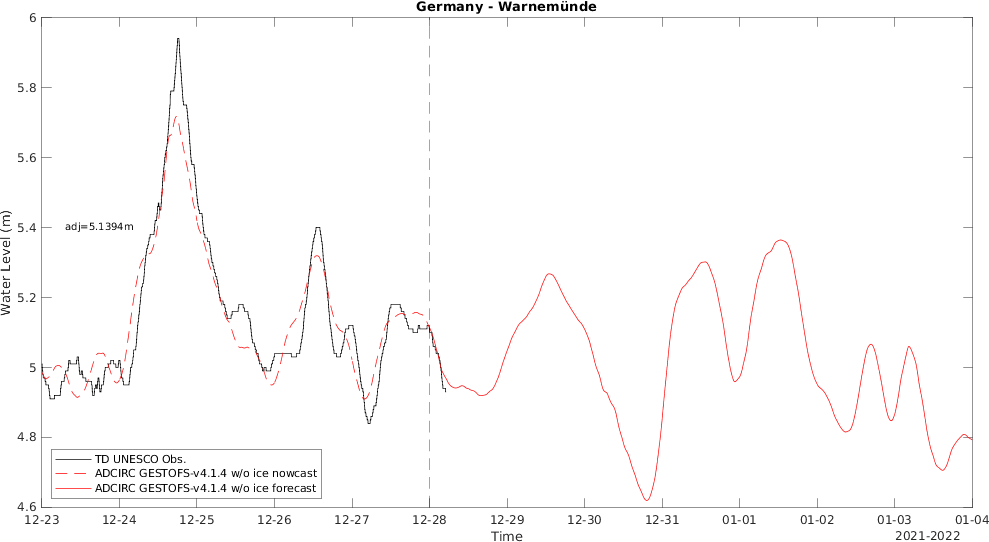 Germany - Warnemünde
6
5.8
5.6
5.4
5.2
5
4.8
4.6
Water Level (m)
adj=5.1394m
TD UNESCO Obs.
ADCIRC GESTOFS-v4.1.4 w/o ice nowcast
ADCIRC GESTOFS-v4.1.4 w/o ice forecast
12-23 12-24 12-25 12-26 12-27 12-28 12-29 12-30 12-31 01-01 01-02 01-03 01-04
Time
2021-2022